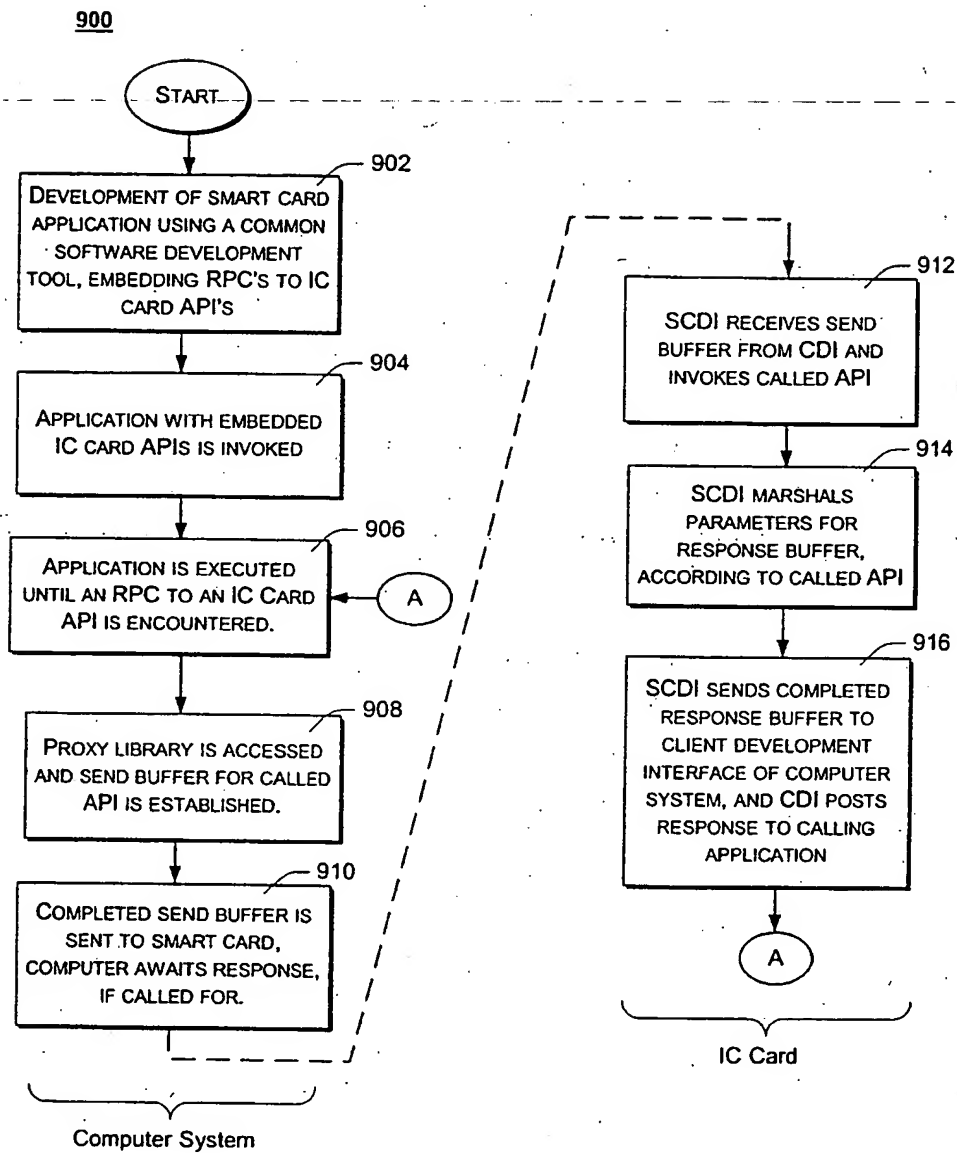 900
START
902
DEVELOPMENT OF SMART CARD
APPLICATION USING A COMMON
SOFTWARE DEVELOPMENT
TOOL, EMBEDDING RPC'S TO IC
CARD API'S
904
APPLICATION WITH EMBEDDED
IC CARD APIS IS INVOKED
906
APPLICATION IS EXECUTED
UNTIL AN RPC TO AN IC CARD
API IS ENCOUNTERED.
A
908
PROXY LIBRARY IS ACCESSED
AND SEND BUFFER FOR CALLED
API IS ESTABLISHED.
910
COMPLETED SEND BUFFER IS
SENT TO SMART CARD,
COMPUTER AWAITS RESPONSE,
IF CALLED FOR.
Computer System
912
SCDI RECEIVES SEND
BUFFER FROM CDI AND
INVOKES CALLED API
914
SCDI MARSHALS
PARAMETERS FOR
RESPONSE BUFFER,
ACCORDING TO CALLED API
916
SCDI SENDS COMPLETED
RESPONSE BUFFER TO
CLIENT DEVELOPMENT
INTERFACE OF COMPUTER
SYSTEM, AND CDI POSTS
RESPONSE TO CALLING
APPLICATION
A
IC Card